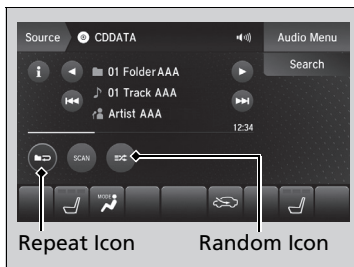 Source CDDATA Audio Menu
Search
i 01 FolderAAA
01 Track AAA
Artist AAA
12:34
SCAN
MODE
Repeat Icon Random Icon